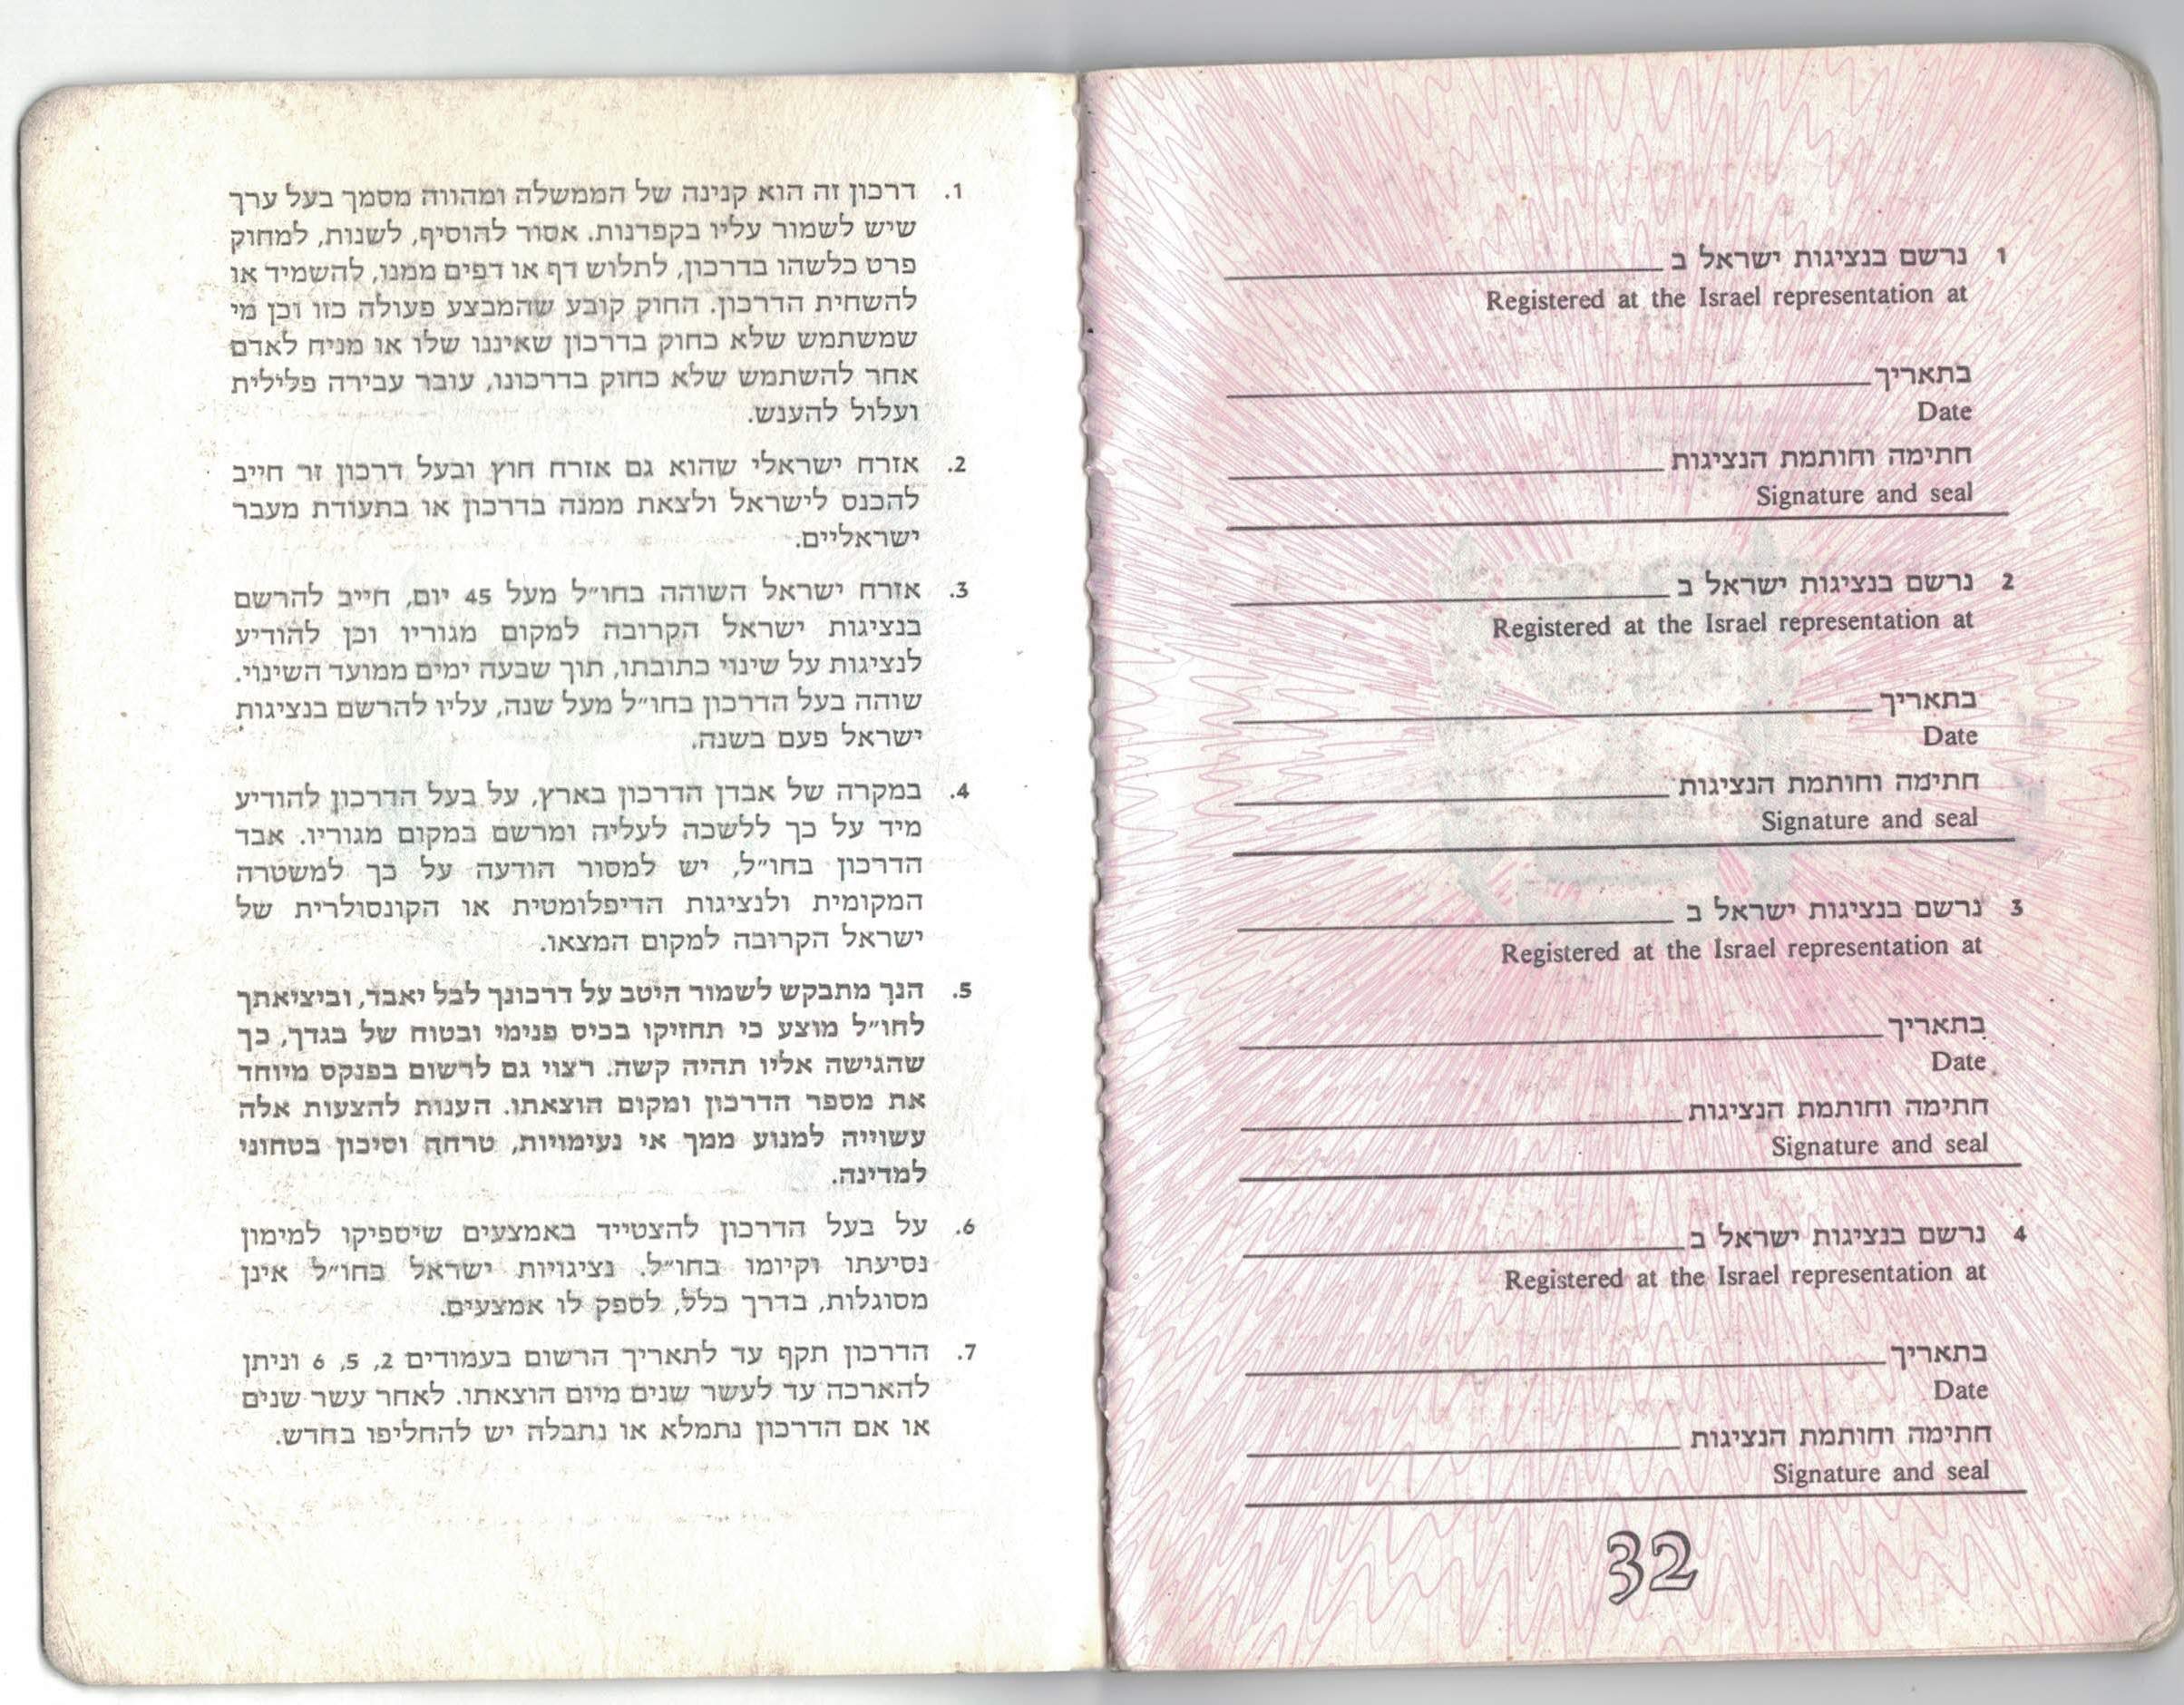 1 נרשם בנציגות ישראל ב
Registered at the Israel representation at
בתאריך
Date
חתימה וחותמת הנציגות
Signature and seal
2 נרשם בנציגות ישראל ב
Registered at the Israel representation at
בתאריך
Date
חתימה וחותמת הנציגות
Signature and seal
3 נרשם בנציגות ישראל ב
Registered at the Israel representation at
בתאריך
Date
חתימה וחותמת הנציגות
Signature and seal
4 נרשם בנציגות ישראל ב
Registered at the Israel representation at
בתאריך
Date
חתימה וחותמת הנציגות
Signature and seal
32
1. דרכון זה הוא קנינה של הממשלה ומהווה מסמך בעל ערך
שיש לשמור עליו בקפדנות. אסור להוסיף, לשנות, למחוק
פרט כלשהו בדרכון, לתלוש דף או דפים ממנו, להשמיד או
להשחית הדרכון. החוק קובע שהמבצע פעולה כזו וכן מי
שמשתמש שלא כחוק בדרכון שאיננו שלו או מניח לאדם
אחר להשתמש שלא כחוק בדרכונו, עובר עבירה פלילית
ועלול להענש.
2. אזרח ישראלי שהוא גם אזרח חוץ ובעל דרכון זר חייב
להכנס לישראל ולצאת ממנה בדרכון או בתעודת מעבר
ישראליים.
3. אזרח ישראל השוהה בחו״ל מעל 45 יום, חייב להרשם
בנציגות ישראל הקרובה למקום מגוריו וכן להודיע
לנציגות על שינוי כתובתו, תוך שבעה ימים ממועד השינוי.
שוהה בעל הדרכון בחו״ל מעל שנה, עליו להרשם בנציגות
ישראל פעם בשנה.
4. במקרה של אבדן הדרכון בארץ, על בעל הדרכון להודיע
מיד על כך ללשכה לעליה ומרשם במקום מגוריו. אבד
הדרכון בחו״ל, יש למסור הודעה על כך למשטרה
המקומית ולנציגות הדיפלומטית או הקונסולרית של
ישראל הקרובה למקום המצאו.
5. הנך מתבקש לשמור היטב על דרכונך לבל יאבד, וביציאתך
לחו״ל מוצע כי תחזיקו בכיס פנימי ובטוח של בגדך, כך
שהגישה אליו תהיה קשה. רצוי גם לרשום בפנקס מיוחד
את מספר הדרכון ומקום הוצאתו. הענות להצעות אלה
עשוייה למנוע ממך אי נעימויות, טרחה וסיכון בטחוני
למדינה.
6. על בעל הדרכון להצטייד באמצעים שיספיקו למימון
נסיעתו וקיומו בחו״ל. נציגויות ישראל בחו״ל אינן
מסוגלות, בדרך כלל, לספק לו אמצעים.
7. הדרכון תקף עד לתאריך הרשום בעמודים 2, 5, 6 וניתן
להארכה עד לעשר שנים מיום הוצאתו. לאחר עשר שנים
או אם הדרכון נתמלא או נתבלה יש להחליפו בחדש.